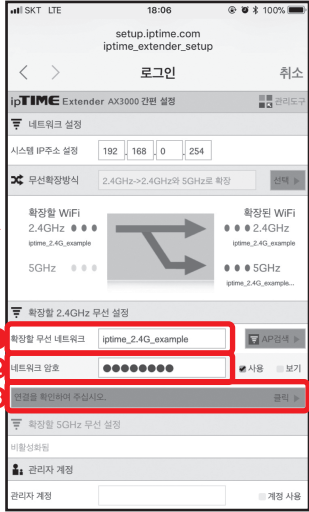 SKT LTE 18:06 100%
setup.iptime.com
iptime_extender_setup
로그인 취소
ipTIME Extender AX3000 간편 설정 관리도구
네트워크 설정
시스템 IP주소 설정 192 . 168 . 0 . 254
무선확장방식 2.4GHz->2.4GHz와 5GHz로 확장 선택 ▶
확장할 WiFi 확장된 WiFi
2.4GHz 2.4GHz
iptime_2.4G_example iptime_2.4G_example
5GHz 5GHz
iptime_2.4G_example...
확장할 2.4GHz 무선 설정
확장할 무선 네트워크 iptime_2.4G_example AP검색 ▶
네트워크 암호 ●●●●●●●● 사용 보기
연결을 확인하여 주십시오. 클릭 ▶
확장할 5GHz 무선 설정
비활성화됨
관리자 계정
관리자 계정 계정 사용